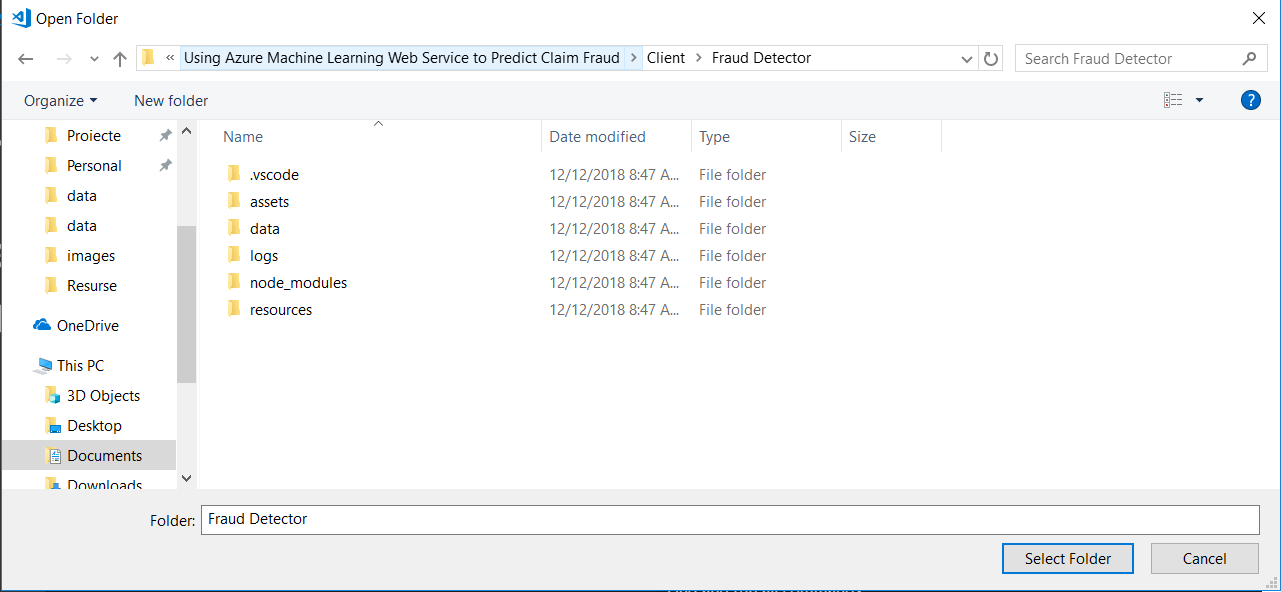 Open Folder
« Using Azure Machine Learning Web Service to Predict Claim Fraud > Client > Fraud Detector
Search Fraud Detector
Organize
New folder
?
Proiecte
Personal
data
data
images
Resurse
OneDrive
This PC
3D Objects
Desktop
Documents
Downloads
Name Date modified Type Size
.vscode 12/12/2018 8:47 A... File folder
assets 12/12/2018 8:47 A... File folder
data 12/12/2018 8:47 A... File folder
logs 12/12/2018 8:47 A... File folder
node_modules 12/12/2018 8:47 A... File folder
resources 12/12/2018 8:47 A... File folder
Folder: Fraud Detector
Select Folder
Cancel